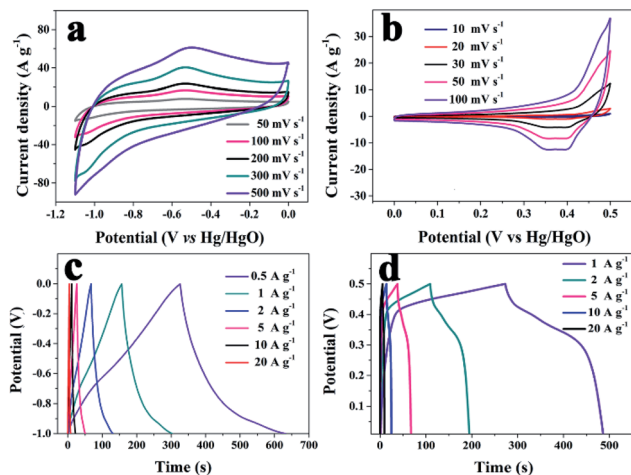 a
Current density (A g⁻¹)
80
40
0
-40
-80
50 mV s⁻¹
100 mV s⁻¹
200 mV s⁻¹
300 mV s⁻¹
500 mV s⁻¹
-1.2 -1.0 -0.8 -0.6 -0.4 -0.2 0.0
Potential (V vs Hg/HgO)
b
Current density (A g⁻¹)
40
30
20
10
0
-10
-20
-30
10 mV s⁻¹
20 mV s⁻¹
30 mV s⁻¹
50 mV s⁻¹
100 mV s⁻¹
0.0 0.1 0.2 0.3 0.4 0.5
Potential (V vs Hg/HgO)
c
Potential (V)
0.0
-0.2
-0.4
-0.6
-0.8
-1.0
0.5 A g⁻¹
1 A g⁻¹
2 A g⁻¹
5 A g⁻¹
10 A g⁻¹
20 A g⁻¹
0 100 200 300 400 500 600 700
Time (s)
d
Potential (V)
0.5
0.4
0.3
0.2
0.1
1 A g⁻¹
2 A g⁻¹
5 A g⁻¹
10 A g⁻¹
20 A g⁻¹
0 100 200 300 400 500
Time (s)